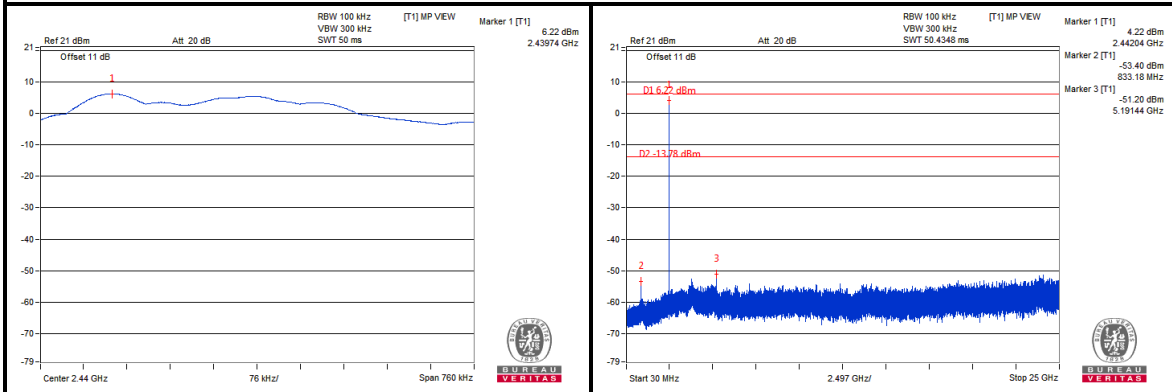 RBW 100 kHz [T1] MP VIEW
VBW 300 kHz
Ref 21 dBm Att 20 dB SWT 50 ms
Marker 1 [T1]
6.22 dBm
2.43974 GHz
Offset 11 dB
21
10
0
-10
-20
-30
-40
-50
-60
-70
-79
1
Center 2.44 GHz 76 kHz/ Span 760 kHz
BUREAU
VERITAS
1828
RBW 100 kHz [T1] MP VIEW
VBW 300 kHz
Ref 21 dBm Att 20 dB SWT 50.4348 ms
Marker 1 [T1]
4.22 dBm
2.44204 GHz
Marker 2 [T1]
-53.40 dBm
833.18 MHz
Marker 3 [T1]
-51.20 dBm
5.19144 GHz
Offset 11 dB
21
10
0
-10
-20
-30
-40
-50
-60
-70
-79
D1 6.22 dBm
D2 -13.78 dBm
2
3
Start 30 MHz 2.497 GHz/ Stop 25 GHz
BUREAU
VERITAS
1828